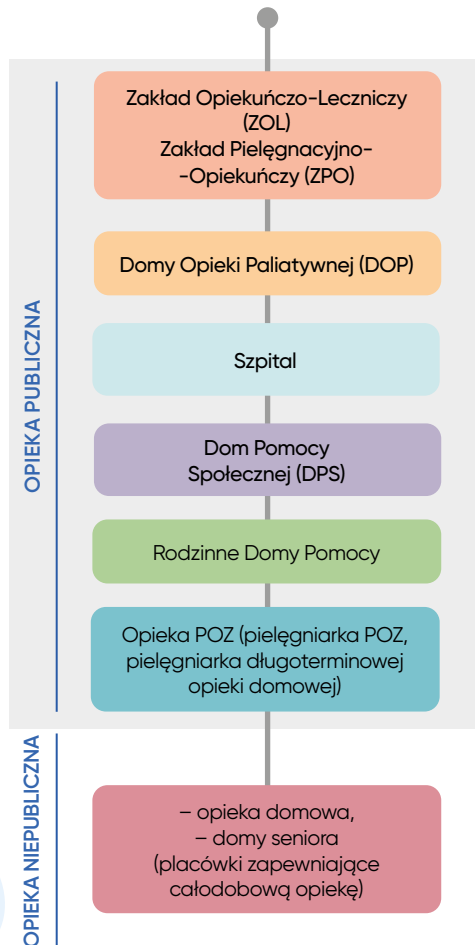 OPIEKA PUBLICZNA
Zakład Opiekuńczo-Leczniczy
(ZOL)
Zakład Pielęgnacyjno-
-Opiekuńczy (ZPO)
Domy Opieki Paliatywnej (DOP)
Szpital
Dom Pomocy
Społecznej (DPS)
Rodzinne Domy Pomocy
Opieka POZ (pielęgniarka POZ,
pielęgniarka długoterminowej
opieki domowej)
OPIEKA NIEPUBLICZNA
– opieka domowa,
– domy seniora
(placówki zapewniające
całodobową opiekę)